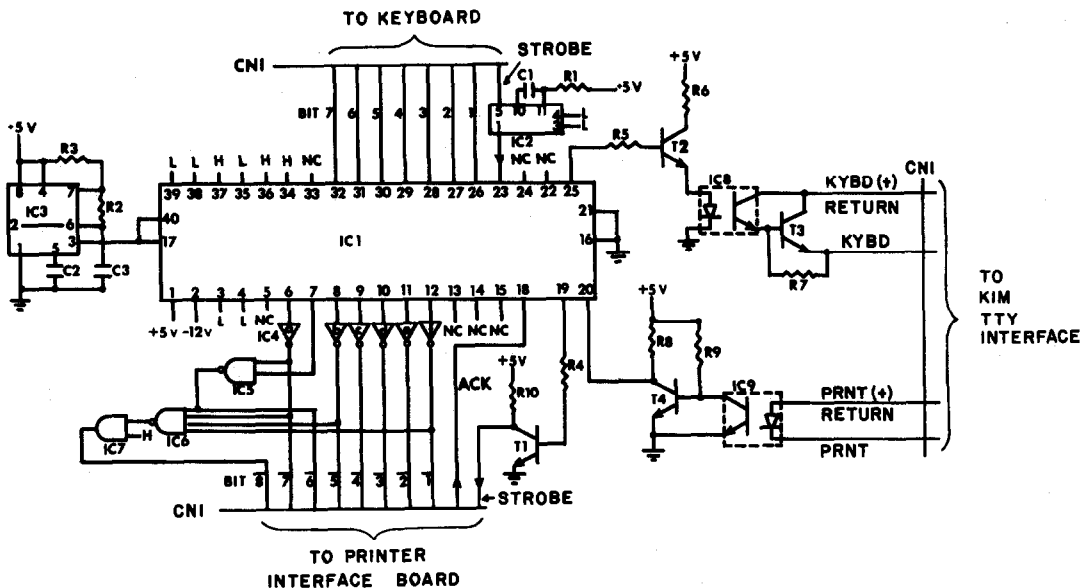 TO KEYBOARD
CN1
STROBE
C1 R1
+5V
BIT 7 6 5 4 3 2 1
5 10 11
IC2
+5V
R6
R5
T2
+5V
R3
8 4 7
IC3
R2
2 6
3
1 5
C2 C3
L L H L H H NC
NC NC
39 38 37 35 36 34 33 32 31 30 29 28 27 26 23 24 22 25
40
17
IC1
21
16
1 2 3 4 5 6 7 8 9 10 11 12 13 14 15 18 19 20
+5V -12V L L NC
NC NC NC
IC4
IC8
CN1
KYBD (+)
RETURN
T3
KYBD
R7
TO
KIM
TTY
INTERFACE
+5V
R8
R9
T4
IC9
PRNT (+)
RETURN
PRNT
IC5
ACK
+5V
R10
R4
T1
IC7
H
IC6
BIT 8 7 6 5 4 3 2 1
STROBE
CN1
TO PRINTER
INTERFACE BOARD